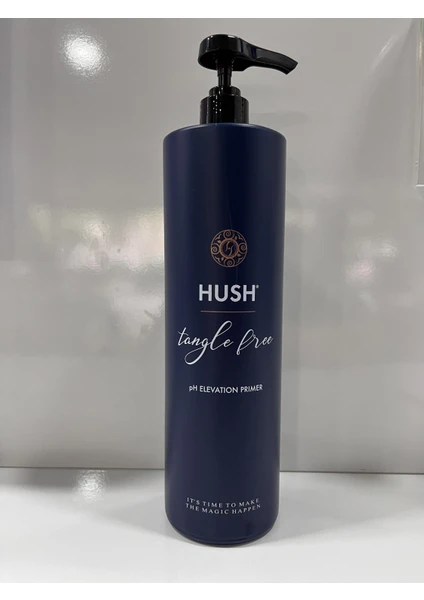 HUSH®
tangle free
pH ELEVATION PRIMER
IT'S TIME TO MAKE
THE MAGIC HAPPEN